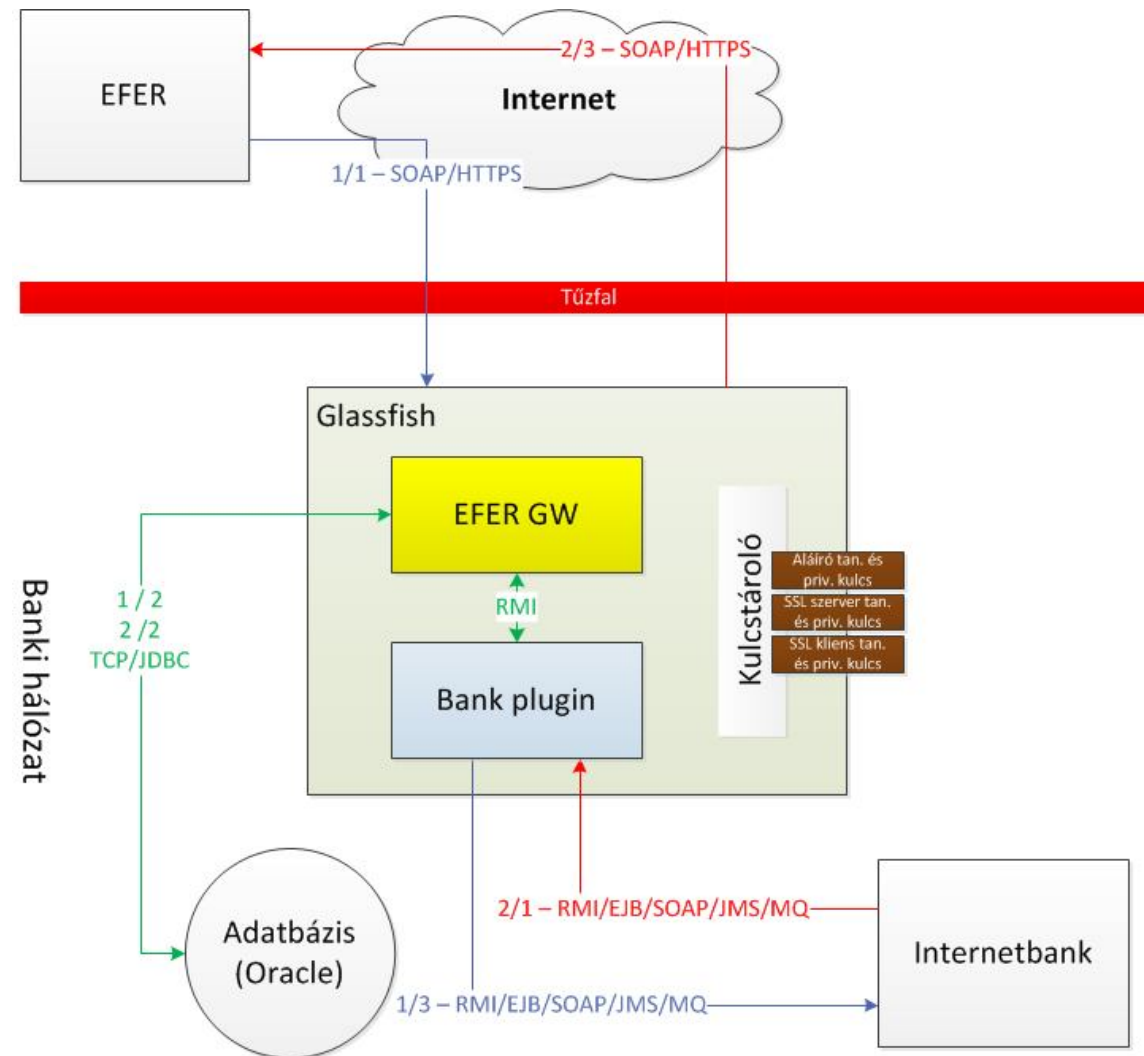 EFER
2/3 – SOAP/HTTPS
Internet
1/1 – SOAP/HTTPS
Tűzfal
Glassfish
EFER GW
RMI
Bank plugin
Kulcstároló
Aláíró tan. és
priv. kulcs
SSL szerver tan.
és priv. kulcs
SSL kliens tan.
és priv. kulcs
Banki hálózat
1 / 2
2 /2
TCP/JDBC
Adatbázis
(Oracle)
2/1 – RMI/EJB/SOAP/JMS/MQ
1/3 – RMI/EJB/SOAP/JMS/MQ
Internetbank